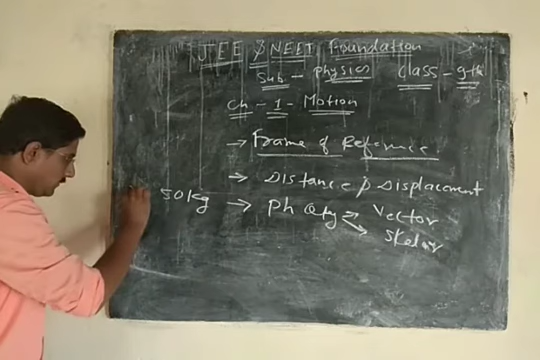 JEE & NEET Foundation
Sub - physics Class - 9th
Ch - 1 - Motion
→ Frame of Reference
→ Distance & Displacement
50kg → Ph Qty → Vector
→ Skelar